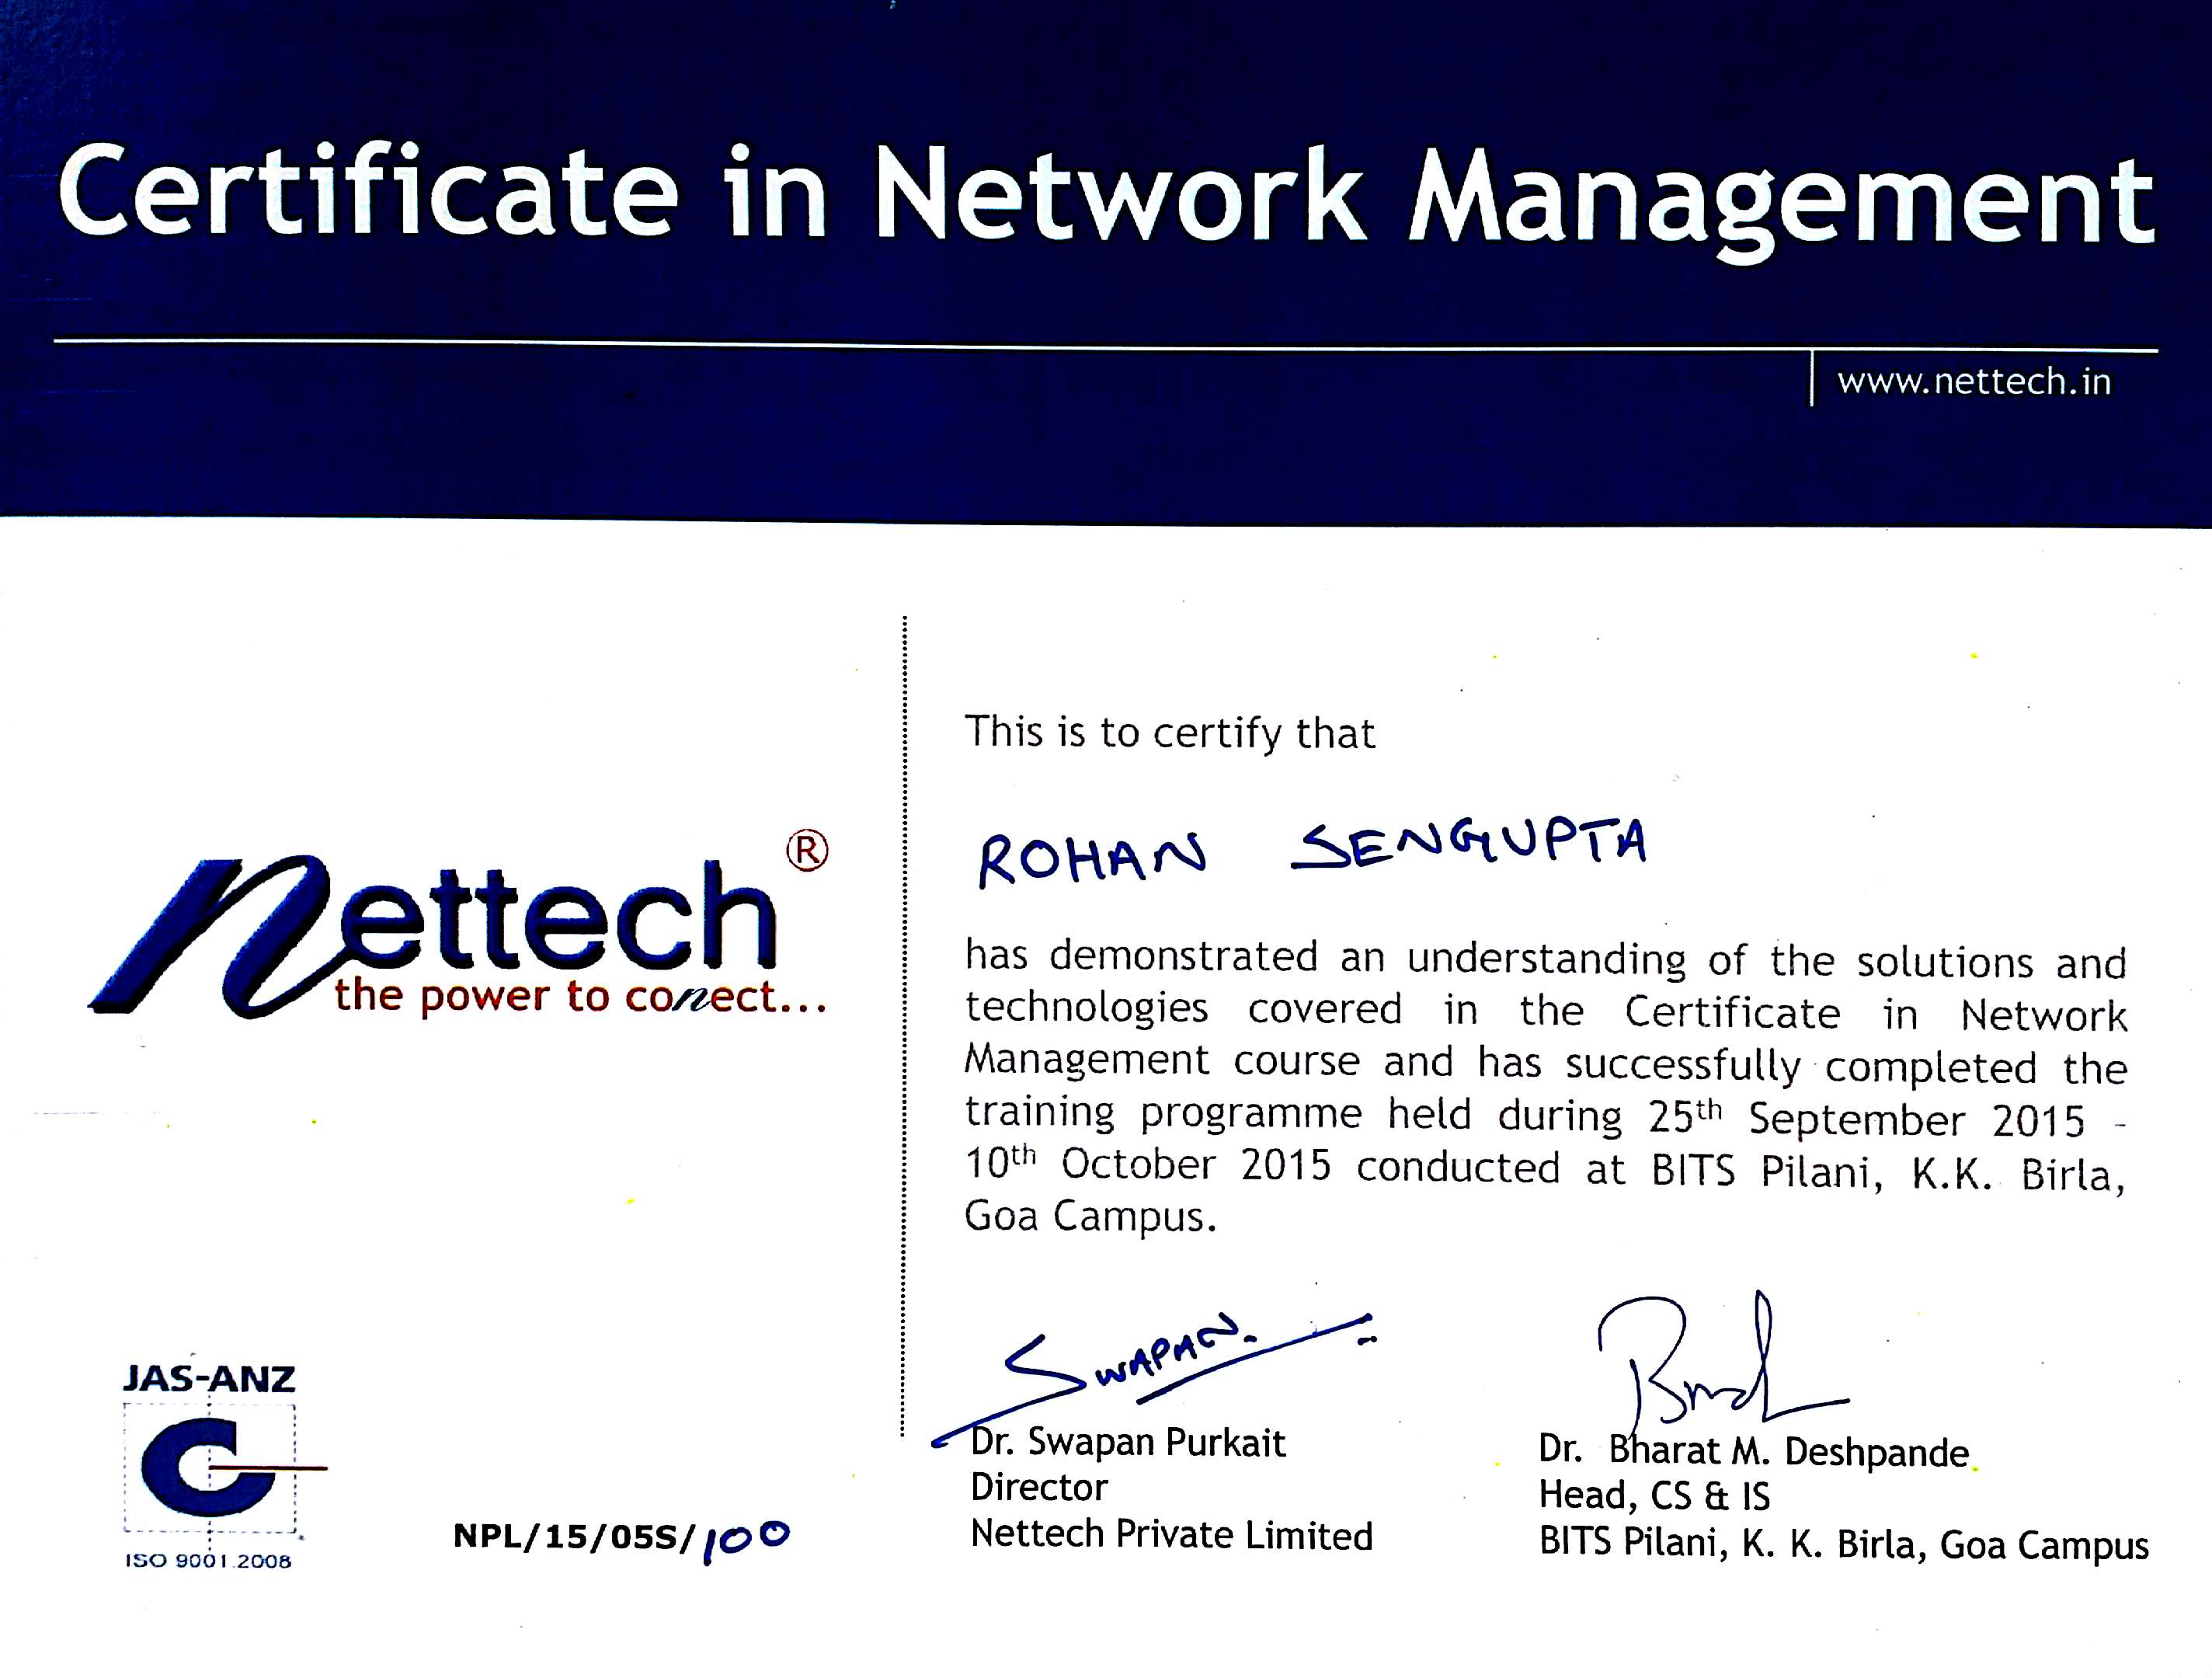 Certificate in Network Management
www.nettech.in
This is to certify that
ROHAN SENGUPTA
has demonstrated an understanding of the solutions and
technologies covered in the Certificate in Network
Management course and has successfully completed the
training programme held during 25th September 2015 -
10th October 2015 conducted at BITS Pilani, K.K. Birla,
Goa Campus.
nettech®
the power to conect...
JAS-ANZ
ISO 9001.2008
NPL/15/05S/100
SWAPAN.
Dr. Swapan Purkait
Director
Nettech Private Limited
Dr. Bharat M. Deshpande
Head, CS & IS
BITS Pilani, K. K. Birla, Goa Campus